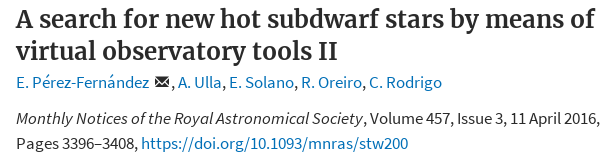 A search for new hot subdwarf stars by means of
virtual observatory tools II
E. Pérez-Fernández ✉, A. Ulla, E. Solano, R. Oreiro, C. Rodrigo
Monthly Notices of the Royal Astronomical Society, Volume 457, Issue 3, 11 April 2016,
Pages 3396–3408, https://doi.org/10.1093/mnras/stw200